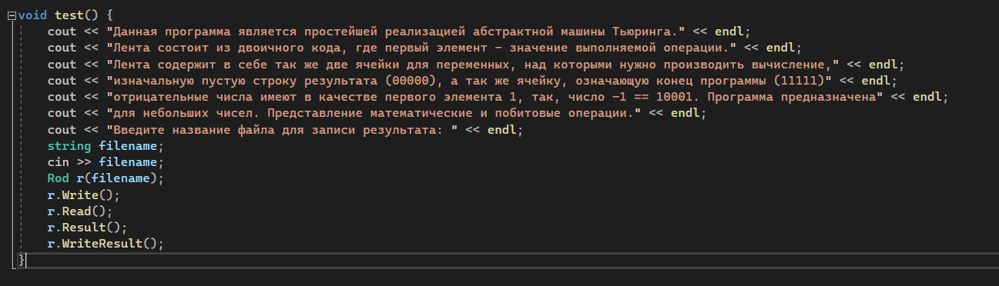 void test() {
cout << "Данная программа является простейшей реализацией абстрактной машины Тьюринга." << endl;
cout << "Лента состоит из двоичного кода, где первый элемент - значение выполняемой операции." << endl;
cout << "Лента содержит в себе так же две ячейки для переменных, над которыми нужно производить вычисление," << endl;
cout << "изначальную пустую строку результата (00000), а так же ячейку, означающую конец программы (11111)" << endl;
cout << "отрицательные числа имеют в качестве первого элемента 1, так, число -1 == 10001. Программа предназначена" << endl;
cout << "для небольших чисел. Представление математические и побитовые операции." << endl;
cout << "Введите название файла для записи результата: " << endl;
string filename;
cin >> filename;
Rod r(filename);
r.Write();
r.Read();
r.Result();
r.WriteResult();
}